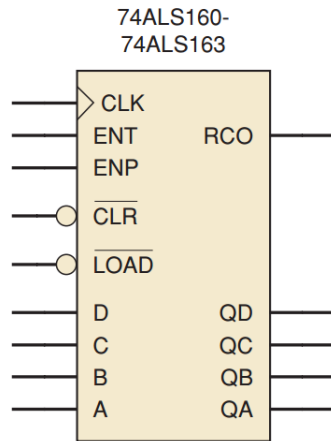 74ALS160-
74ALS163
CLK
ENT RCO
ENP
CLR
LOAD
D QD
C QC
B QB
A QA